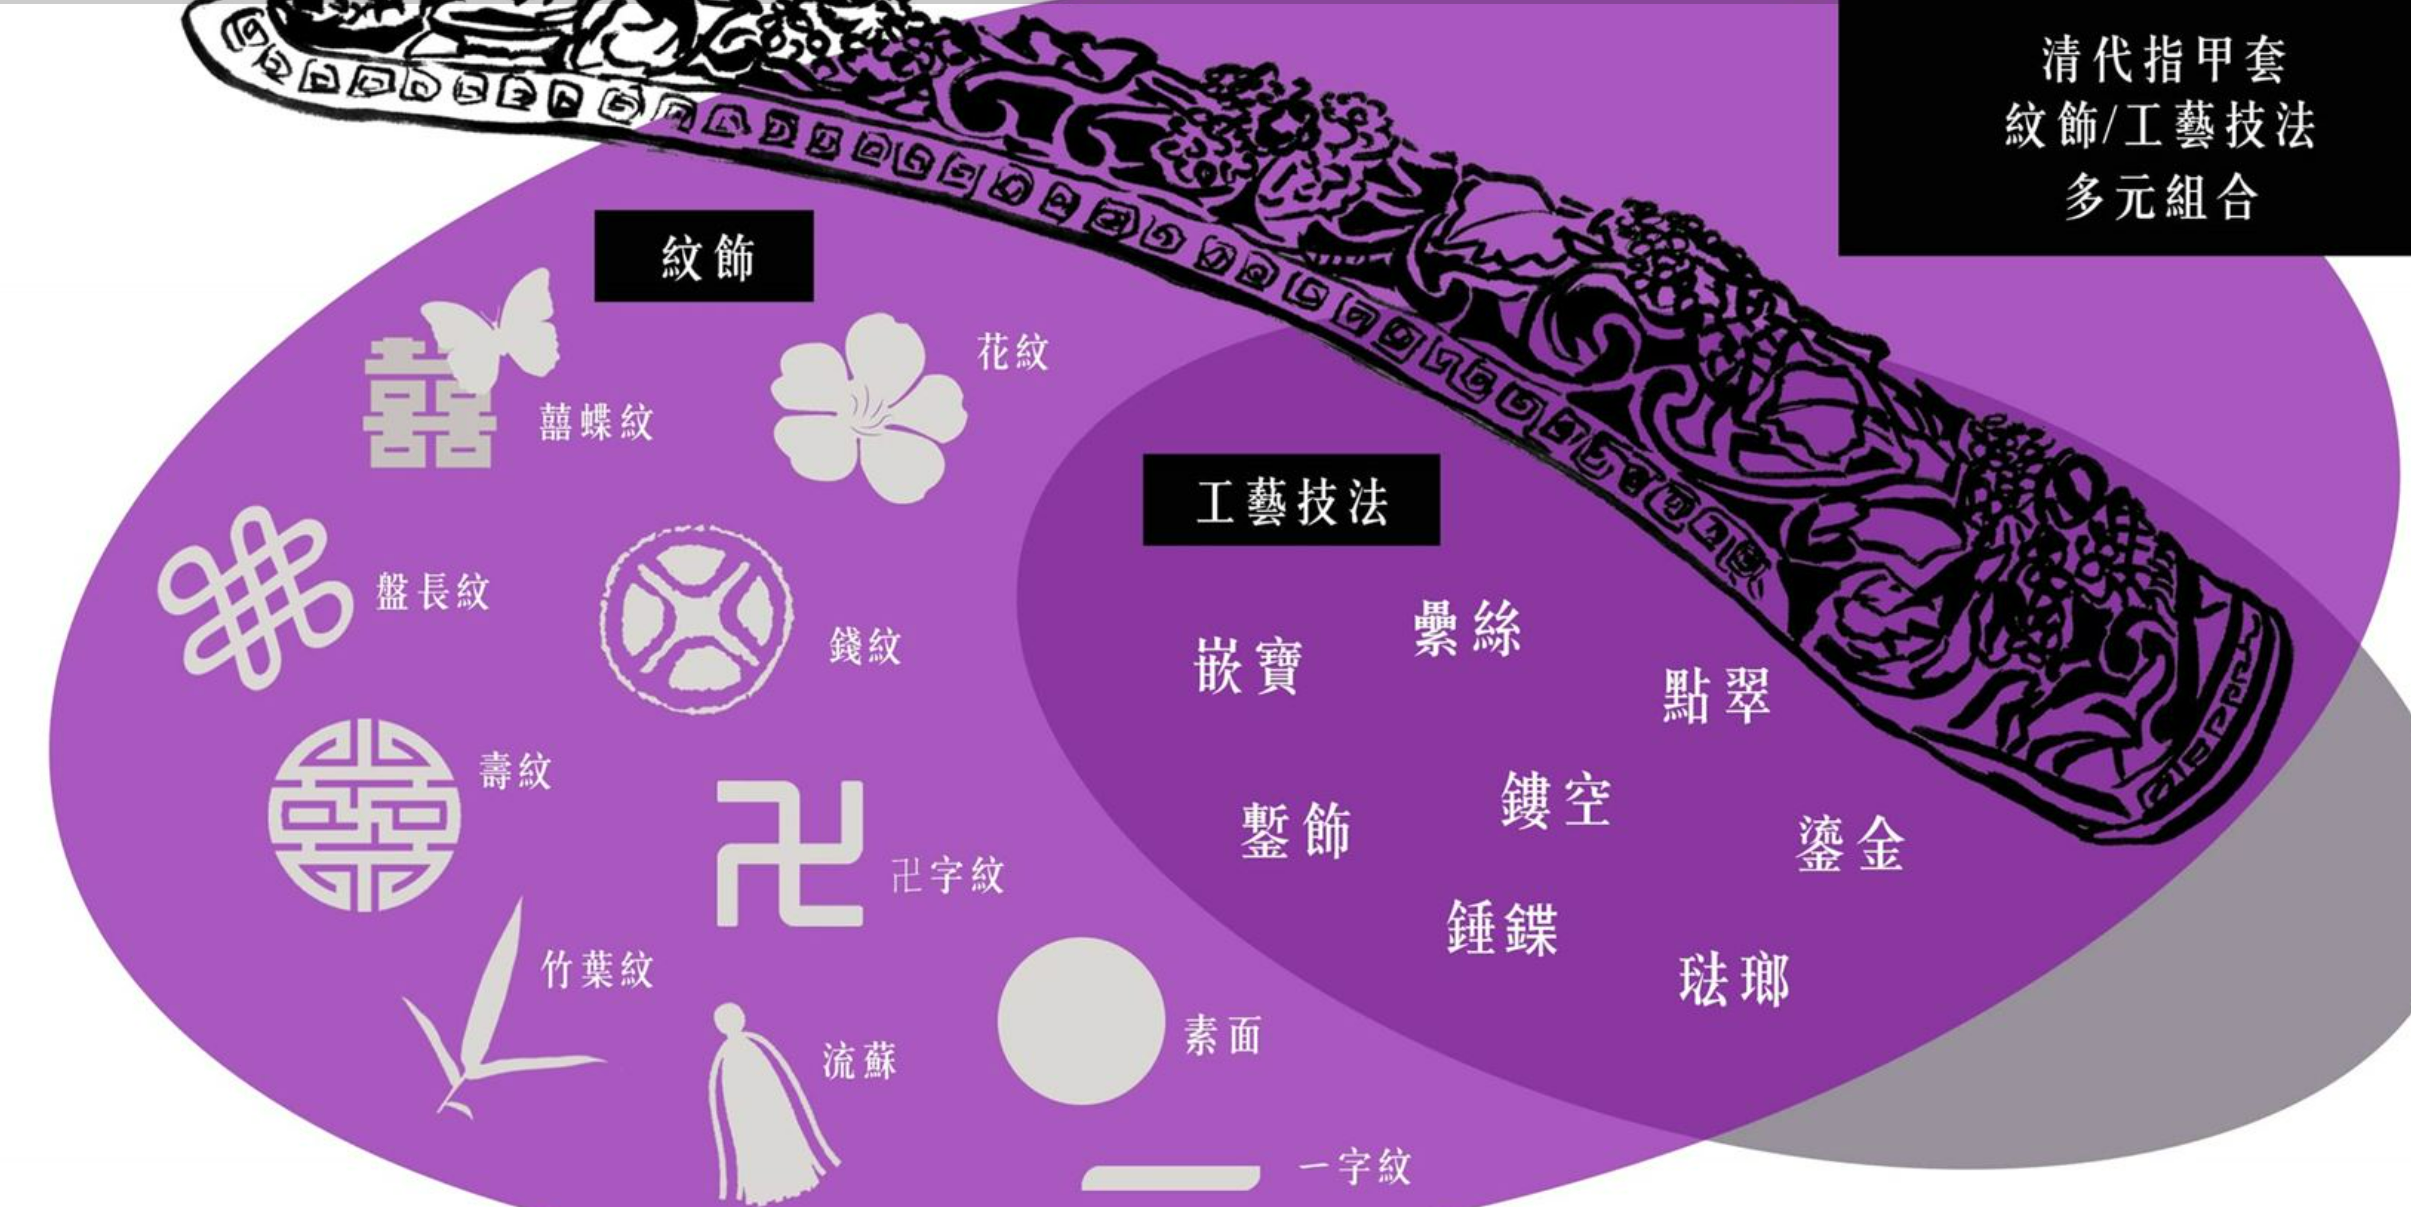 清代指甲套
紋飾/工藝技法
多元組合
紋飾
囍蝶紋
花紋
盤長紋
錢紋
壽紋
卍字紋
竹葉紋
流蘇
素面
一字紋
工藝技法
嵌寶
纍絲
點翠
鏨飾
鏤空
鎏金
錘鍱
琺瑯